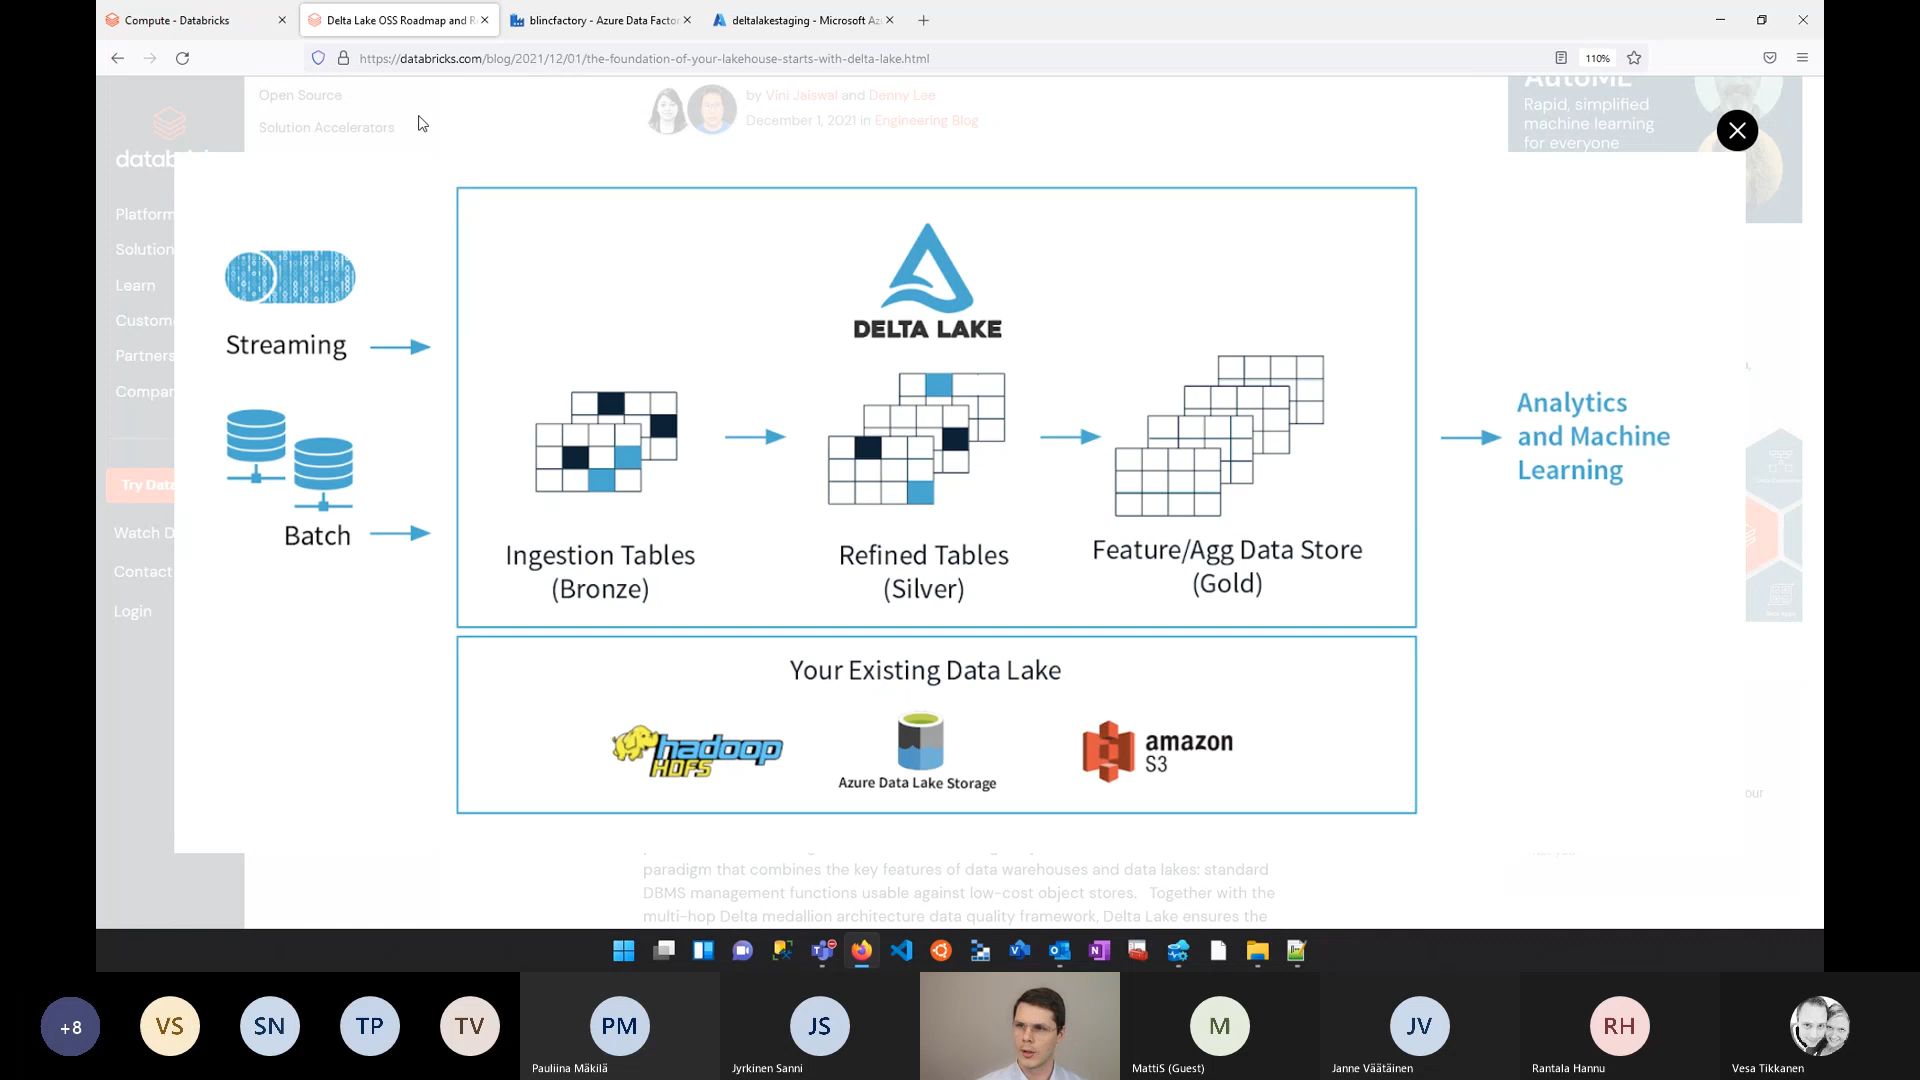 Compute - Databricks
Delta Lake OSS Roadmap and R
blincfactory - Azure Data Facto
deltalakestaging - Microsoft Az
https://databricks.com/blog/2021/12/01/the-foundation-of-your-lakehouse-starts-with-delta-lake.html
110%
Open Source
Solution Accelerators
by Vini Jaiswal and Denny Lee
December 1, 2021 in Engineering Blog
AutoML
Rapid, simplified
machine learning
for everyone
datab
Platform
Solution
Learn
Custome
Partners
Compar
Try Data
Watch D
Contact
Login
DELTA LAKE
Streaming
Batch
Ingestion Tables
(Bronze)
Refined Tables
(Silver)
Feature/Agg Data Store
(Gold)
Analytics
and Machine
Learning
Your Existing Data Lake
hadoop
HDFS
Azure Data Lake Storage
amazon
S3
our
paradigm that combines the key features of data warehouses and data lakes: standard
DBMS management functions usable against low-cost object stores. Together with the
multi-hop Delta medallion architecture data quality framework, Delta Lake ensures the
+8
VS
SN
TP
TV
PM
JS
M
JV
RH
Pauliina Mäkilä
Jyrkinen Sanni
MattiS (Guest)
Janne Väätäinen
Rantala Hannu
Vesa Tikkanen